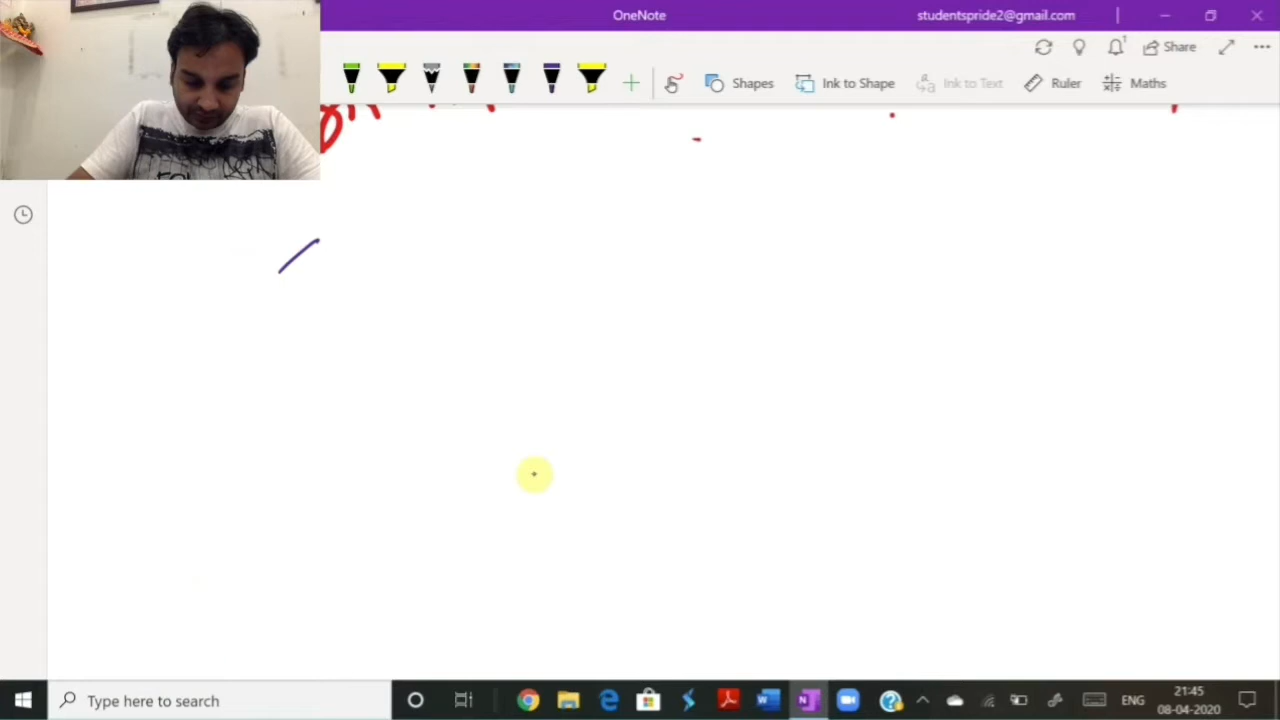 OneNote
studentspride2@gmail.com
1
Share
Shapes
Ink to Shape
Ink to Text
Ruler
Maths
Type here to search
ENG
21:45
08-04-2020